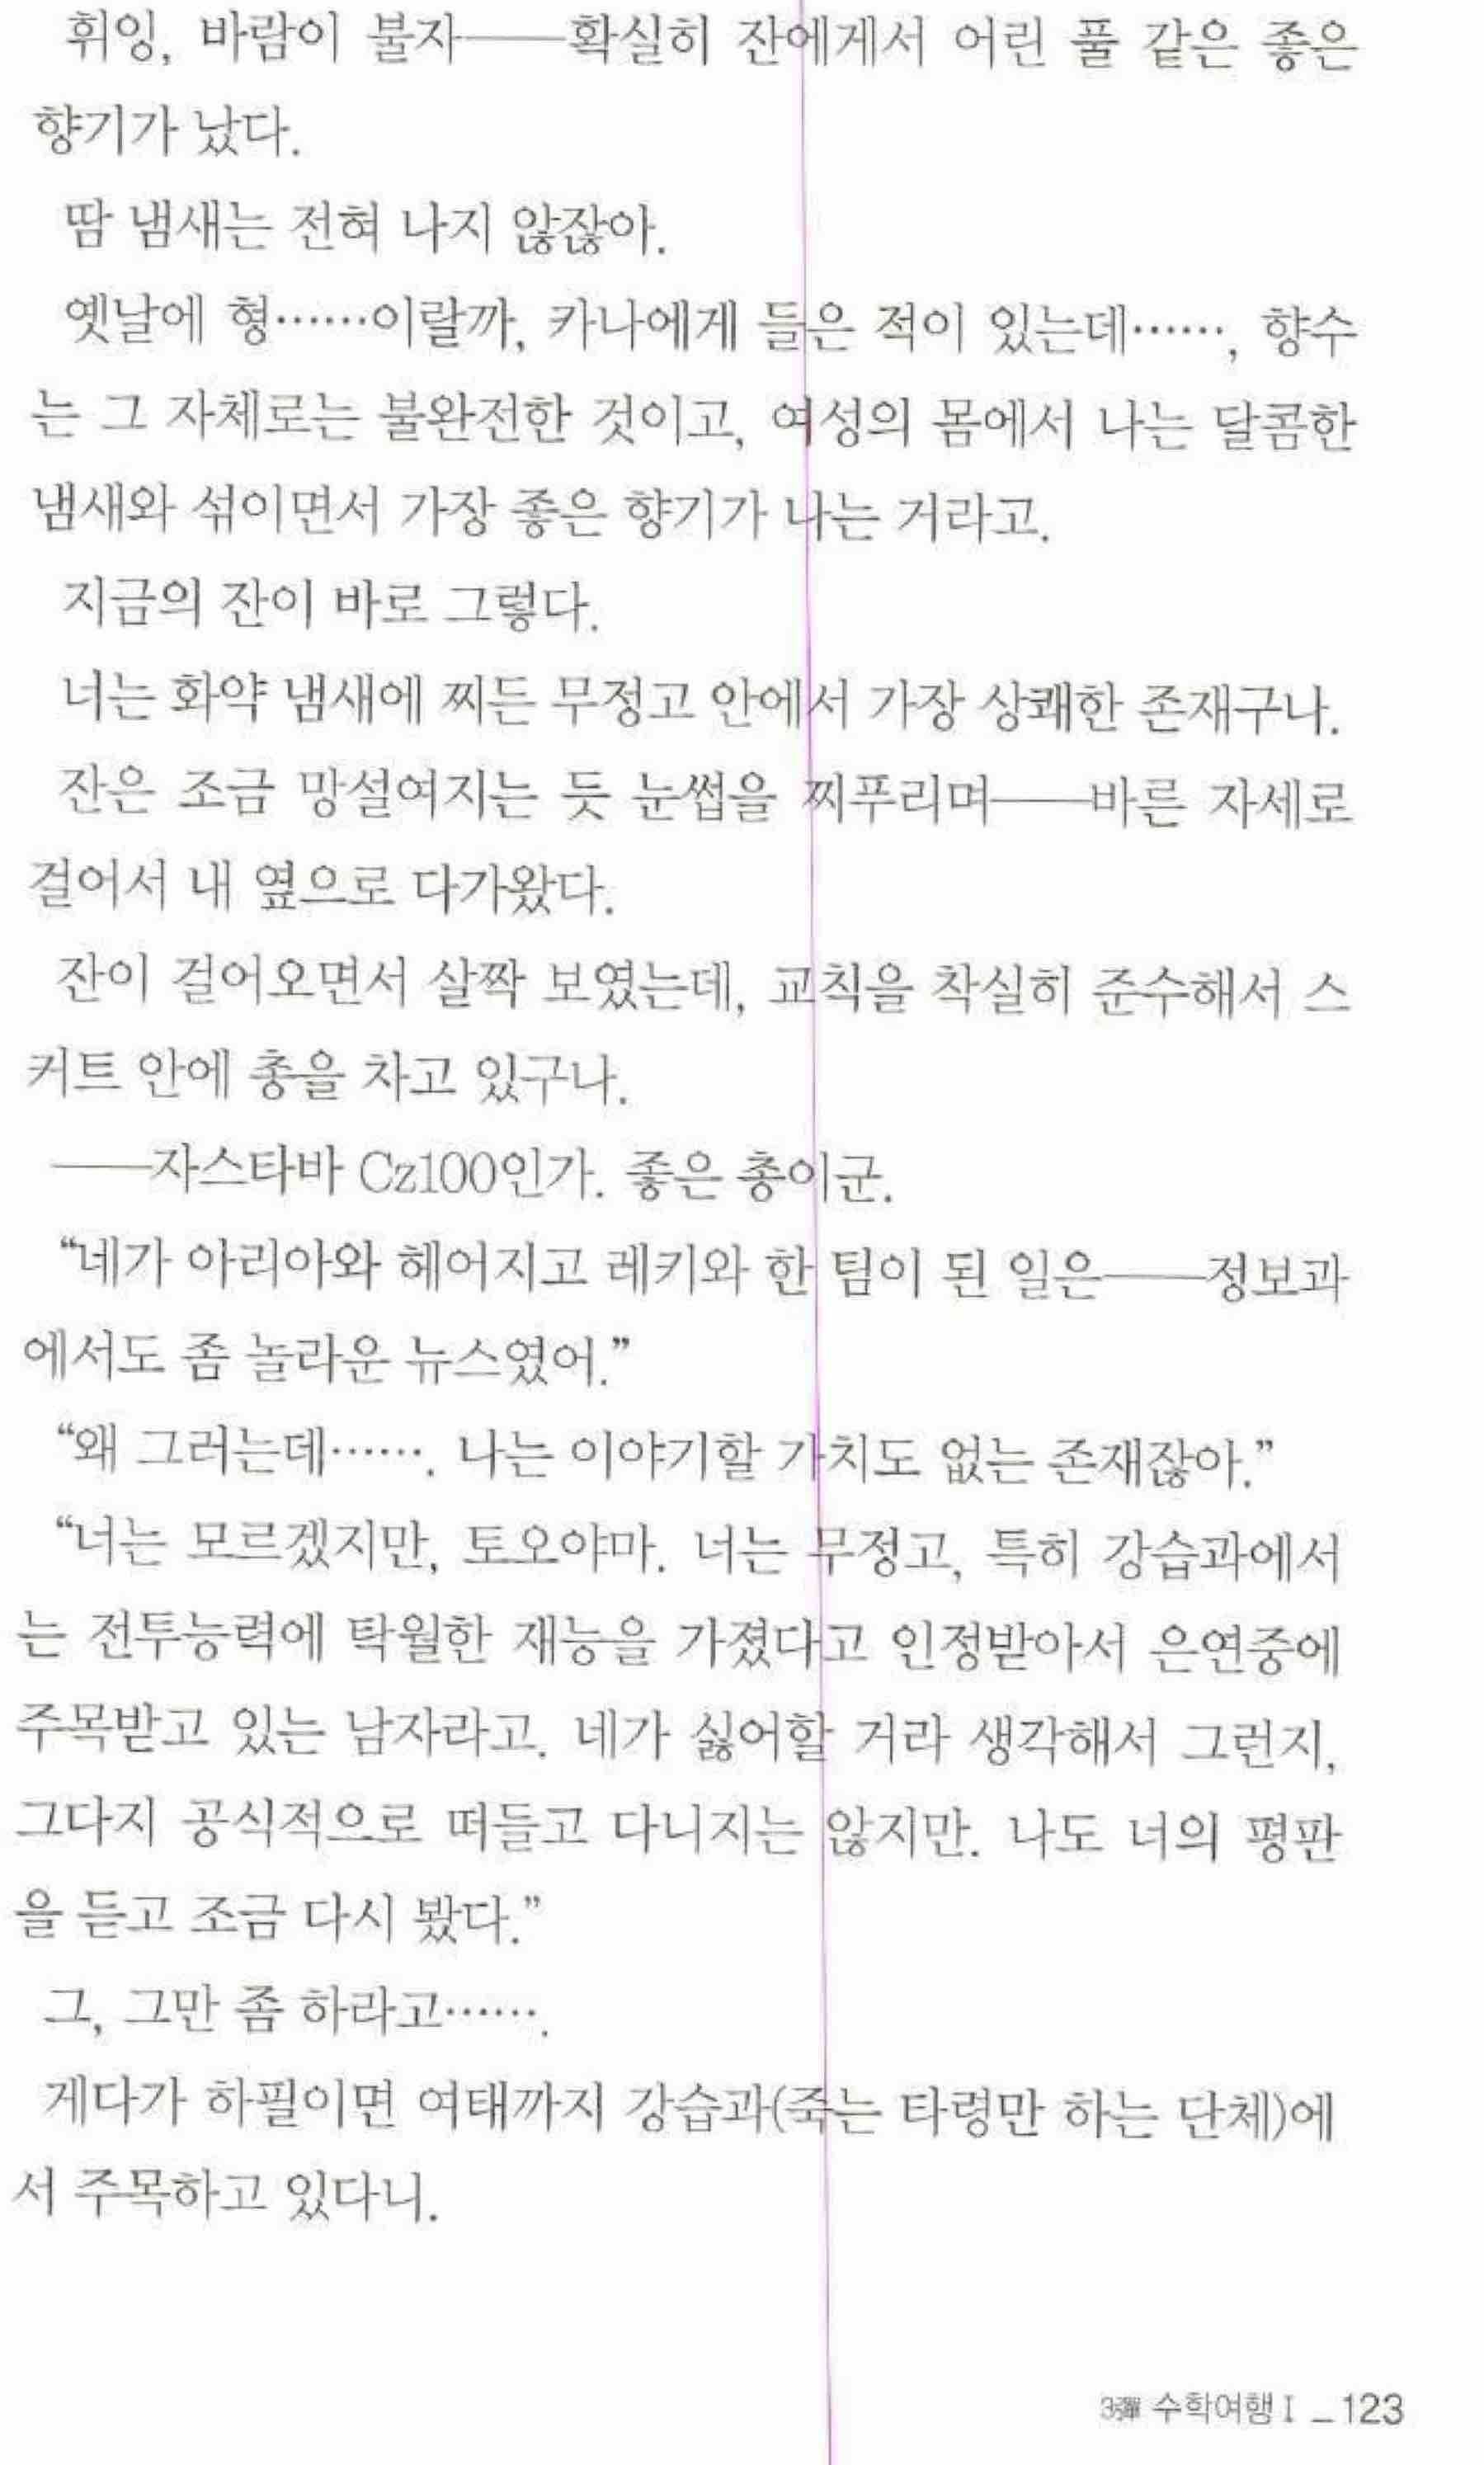 휘잉, 바람이 불자――확실히 잔에게서 어린 풀 같은 좋은
향기가 났다.
땀 냄새는 전혀 나지 않잖아.
옛날에 형……이랄까, 카나에게 들은 적이 있는데……, 향수
는 그 자체로는 불완전한 것이고, 여성의 몸에서 나는 달콤한
냄새와 섞이면서 가장 좋은 향기가 나는 거라고.
지금의 잔이 바로 그렇다.
너는 화약 냄새에 찌든 무정고 안에서 가장 상쾌한 존재구나.
잔은 조금 망설여지는 듯 눈썹을 찌푸리며――바른 자세로
걸어서 내 옆으로 다가왔다.
잔이 걸어오면서 살짝 보였는데, 교칙을 착실히 준수해서 스
커트 안에 총을 차고 있구나.
――자스타바 Cz100인가. 좋은 총이군.
“네가 아리아와 헤어지고 레키와 한 팀이 된 일은――정보과
에서도 좀 놀라운 뉴스였어.”
“왜 그러는데……. 나는 이야기할 가치도 없는 존재잖아.”
“너는 모르겠지만, 토오야마. 너는 무정고, 특히 강습과에서
는 전투능력에 탁월한 재능을 가졌다고 인정받아서 은연중에
주목받고 있는 남자라고. 네가 싫어할 거라 생각해서 그런지,
그다지 공식적으로 떠들고 다니지는 않지만. 나도 너의 평판
을 듣고 조금 다시 봤다.”
그, 그만 좀 하라고…….
게다가 하필이면 여태까지 강습과(죽는 타령만 하는 단체)에
서 주목하고 있다니.
3彈 수학여행 I _ 123